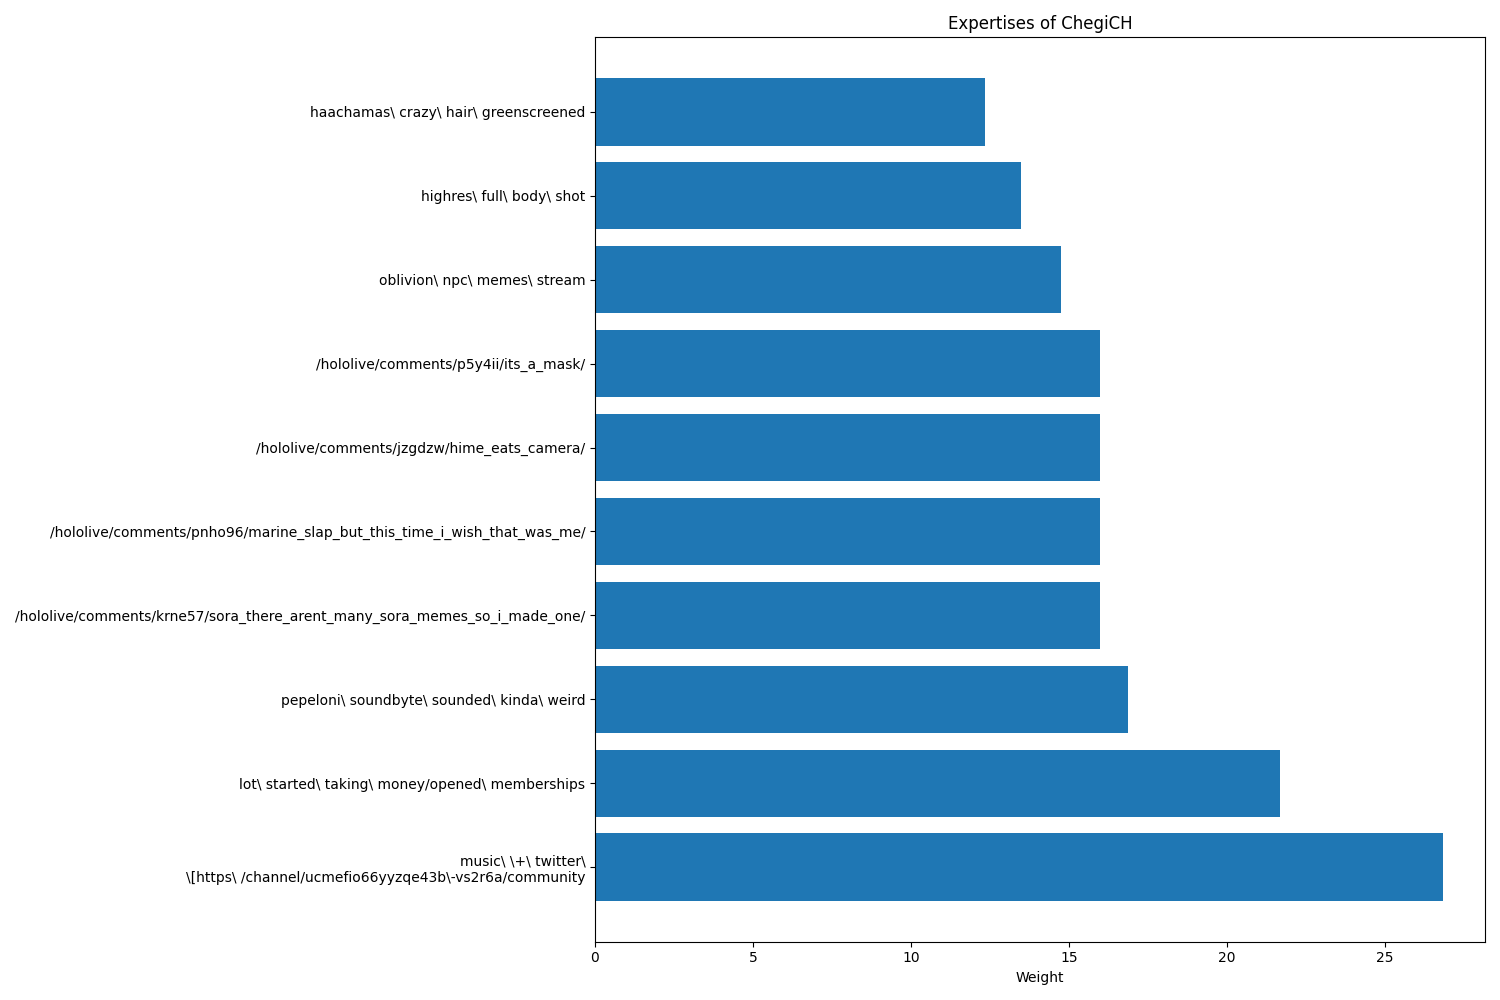 Expertises of ChegiCH
haachamas\ crazy\ hair\ greenscreened
highres\ full\ body\ shot
oblivion\ npc\ memes\ stream
/hololive/comments/p5y4ii/its_a_mask/
/hololive/comments/jzgdzw/hime_eats_camera/
/hololive/comments/pnho96/marine_slap_but_this_time_i_wish_that_was_me/
/hololive/comments/krne57/sora_there_arent_many_sora_memes_so_i_made_one/
pepeloni\ soundbyte\ sounded\ kinda\ weird
lot\ started\ taking\ money/opened\ memberships
music\ \+\ twitter\
\[https\ /channel/ucmefio66yyzqe43b\-vs2r6a/community
0 5 10 15 20 25
Weight